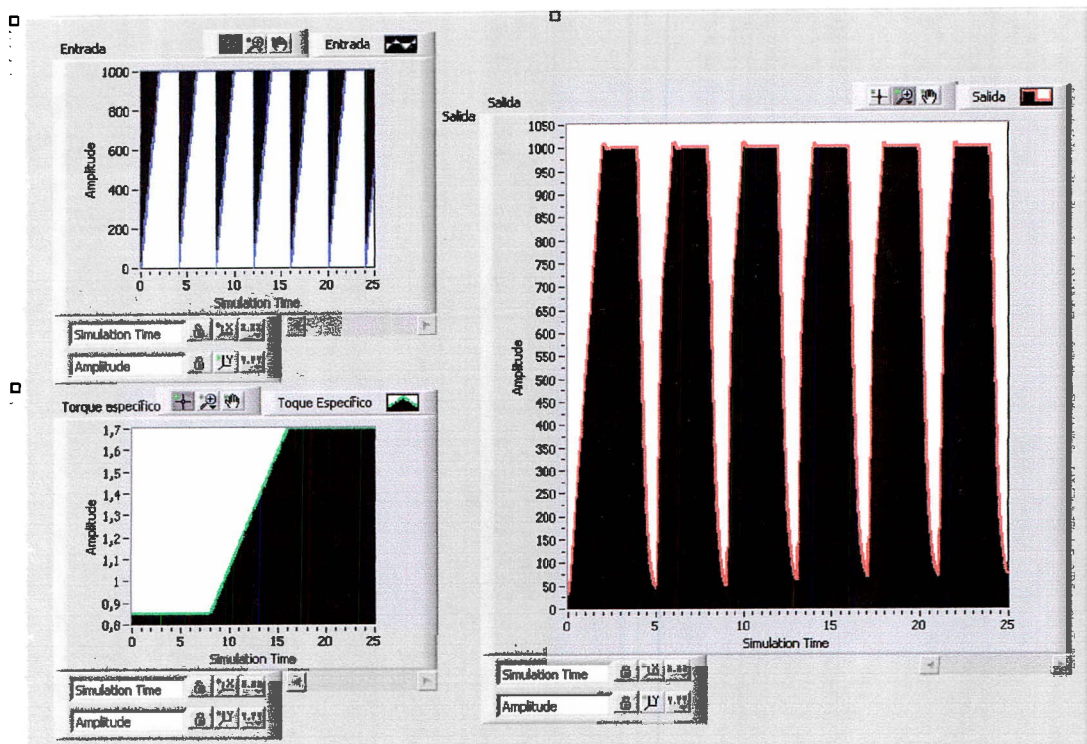 Entrada
Entrada
1000
800
600
400
200
0
Amplitude
0 5 10 15 20 25
Simulation Time
Simulation Time
Amplitude
Torque específico
Toque Específico
1,7
1,6
1,5
1,4
1,3
1,2
1,1
1
0,9
0,8
Amplitude
0 5 10 15 20 25
Simulation Time
Simulation Time
Amplitude
Salida
Salida
Salida
1050
1000
950
900
850
800
750
700
650
600
550
500
450
400
350
300
250
200
150
100
50
0
Amplitude
0 5 10 15 20 25
Simulation Time
Simulation Time
Amplitude